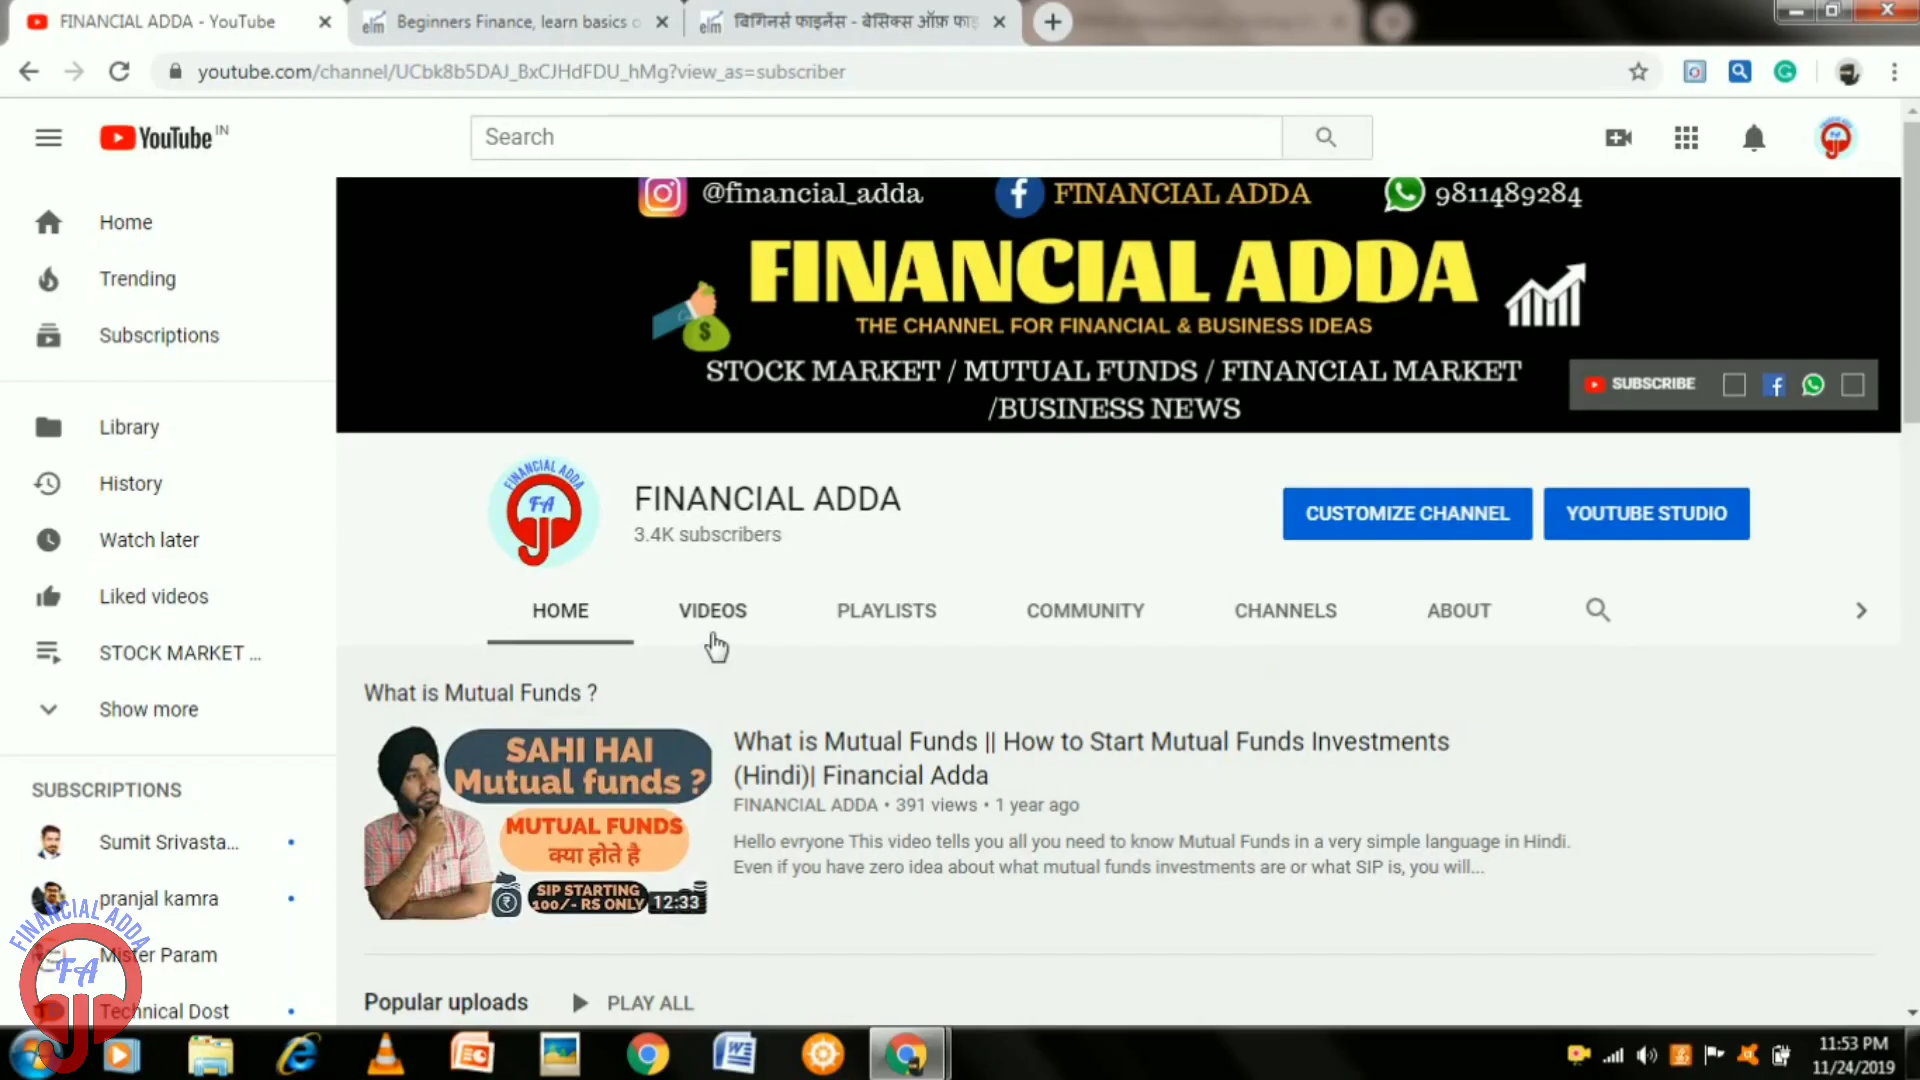 FINANCIAL ADDA - YouTube
Beginners Finance, learn basics o
बिगिनर्स फाइनेंस - बेसिक्स ऑफ़ फाइ
youtube.com/channel/UCbk8b5DAJ_BxCJHdFDU_hMg?view_as=subscriber
YouTube IN
Search
Home
Trending
Subscriptions
Library
History
Watch later
Liked videos
STOCK MARKET ...
Show more
SUBSCRIPTIONS
Sumit Srivasta...
pranjal kamra
Mister Param
Technical Dost
FINANCIAL ADDA
FA
@financial_adda
FINANCIAL ADDA
9811489284
FINANCIAL ADDA
THE CHANNEL FOR FINANCIAL & BUSINESS IDEAS
STOCK MARKET / MUTUAL FUNDS / FINANCIAL MARKET
/BUSINESS NEWS
SUBSCRIBE
FINANCIAL ADDA
FA
FINANCIAL ADDA
3.4K subscribers
CUSTOMIZE CHANNEL
YOUTUBE STUDIO
HOME
VIDEOS
PLAYLISTS
COMMUNITY
CHANNELS
ABOUT
What is Mutual Funds ?
SAHI HAI
Mutual funds ?
MUTUAL FUNDS
क्या होते है
SIP STARTING
100/- RS ONLY
12:33
What is Mutual Funds || How to Start Mutual Funds Investments
(Hindi)| Financial Adda
FINANCIAL ADDA • 391 views • 1 year ago
Hello evryone This video tells you all you need to know Mutual Funds in a very simple language in Hindi.
Even if you have zero idea about what mutual funds investments are or what SIP is, you will...
Popular uploads
PLAY ALL
11:53 PM
11/24/2019